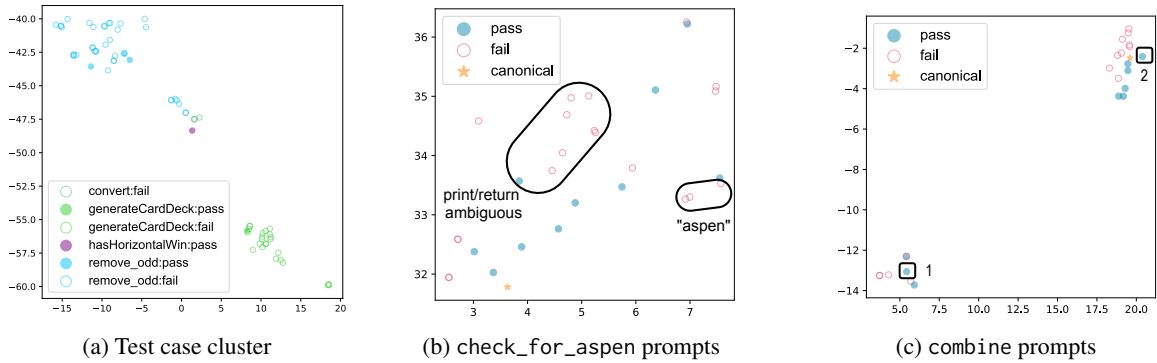 −40.0
−42.5
−45.0
−47.5
−50.0
−52.5
−55.0
−57.5
−60.0
convert:fail
generateCardDeck:pass
generateCardDeck:fail
hasHorizontalWin:pass
remove_odd:pass
remove_odd:fail
−15 −10 −5 0 5 10 15 20
(a) Test case cluster
36
35
34
33
32
pass
fail
canonical
print/return
ambiguous
"aspen"
3 4 5 6 7
(b) check_for_aspen prompts
−2
−4
−6
−8
−10
−12
−14
pass
fail
canonical
2
1
5.0 7.5 10.0 12.5 15.0 17.5 20.0
(c) combine prompts